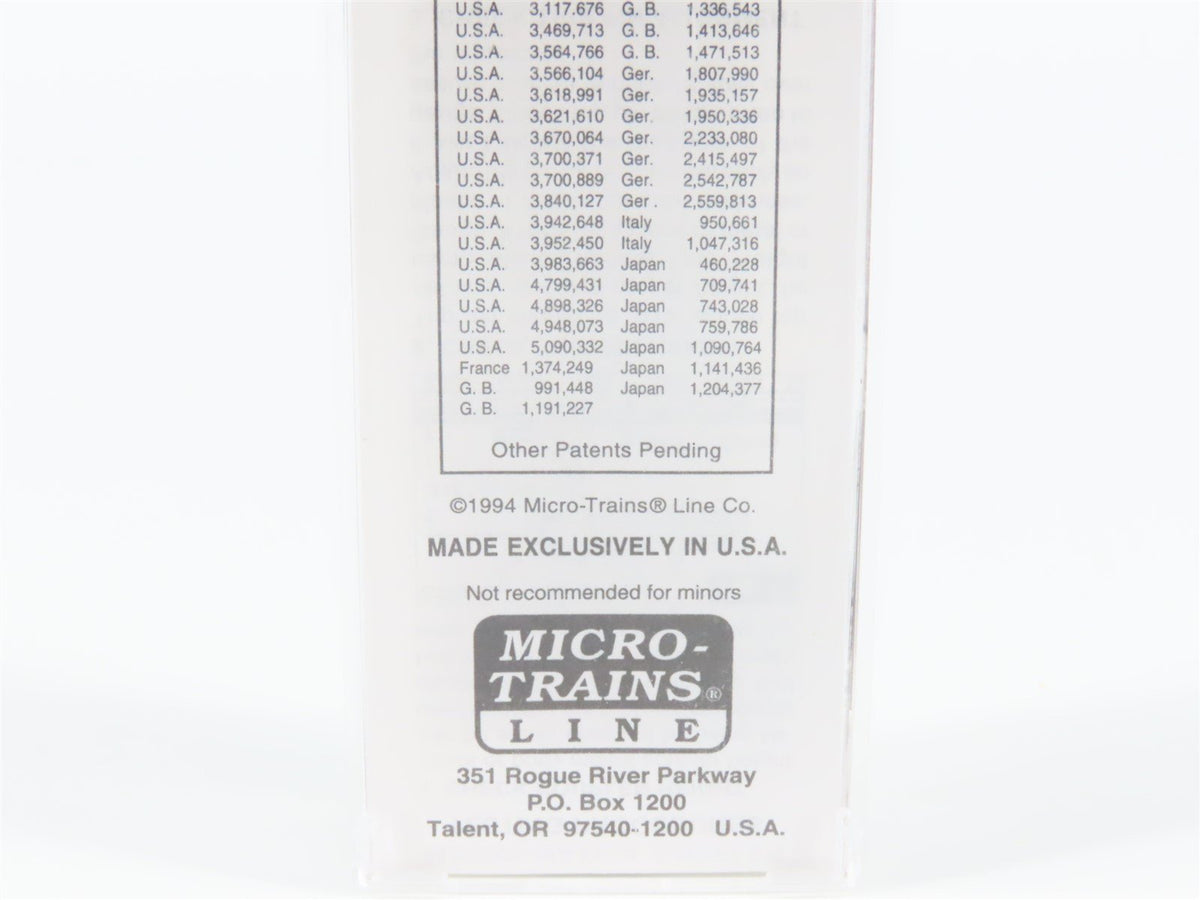 U.S.A. 3,117.676 G. B. 1,336,543
U.S.A. 3,469,713 G. B. 1,413,646
U.S.A. 3,564,766 G. B. 1,471,513
U.S.A. 3,566,104 Ger. 1,807,990
U.S.A. 3,618,991 Ger. 1,935,157
U.S.A. 3,621,610 Ger. 1,950,336
U.S.A. 3,670,064 Ger. 2,233,080
U.S.A. 3,700,371 Ger. 2,415,497
U.S.A. 3,700,889 Ger. 2,542,787
U.S.A. 3,840,127 Ger . 2,559,813
U.S.A. 3,942,648 Italy 950,661
U.S.A. 3,952,450 Italy 1,047,316
U.S.A. 3,983,663 Japan 460,228
U.S.A. 4,799,431 Japan 709,741
U.S.A. 4,898,326 Japan 743,028
U.S.A. 4,948,073 Japan 759,786
U.S.A. 5,090,332 Japan 1,090,764
France 1,374,249 Japan 1,141,436
G. B. 991,448 Japan 1,204,377
G. B. 1,191,227
Other Patents Pending
©1994 Micro-Trains® Line Co.
MADE EXCLUSIVELY IN U.S.A.
Not recommended for minors
MICRO-
TRAINS®
LINE
351 Rogue River Parkway
P.O. Box 1200
Talent, OR 97540-1200 U.S.A.